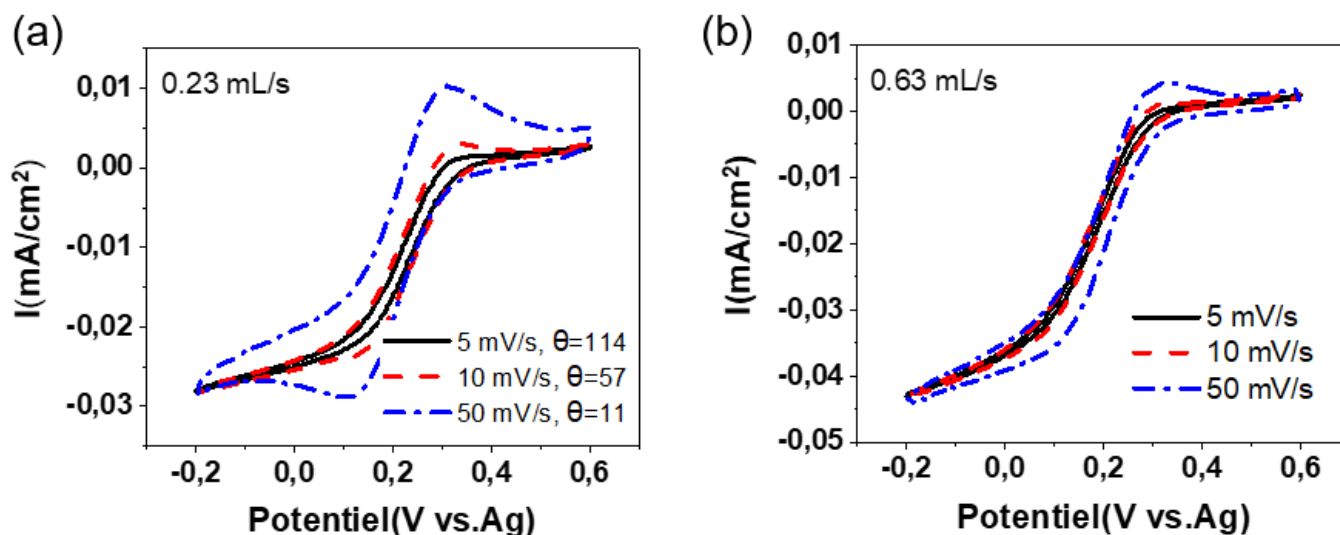 (a)
0.23 mL/s
0,01
0,00
-0,01
-0,02
-0,03
I(mA/cm²)
5 mV/s, θ=114
10 mV/s, θ=57
50 mV/s, θ=11
-0,2 0,0 0,2 0,4 0,6
Potentiel(V vs.Ag)
(b)
0.63 mL/s
0,01
0,00
-0,01
-0,02
-0,03
-0,04
-0,05
I(mA/cm²)
5 mV/s
10 mV/s
50 mV/s
-0,2 0,0 0,2 0,4 0,6
Potentiel(V vs.Ag)